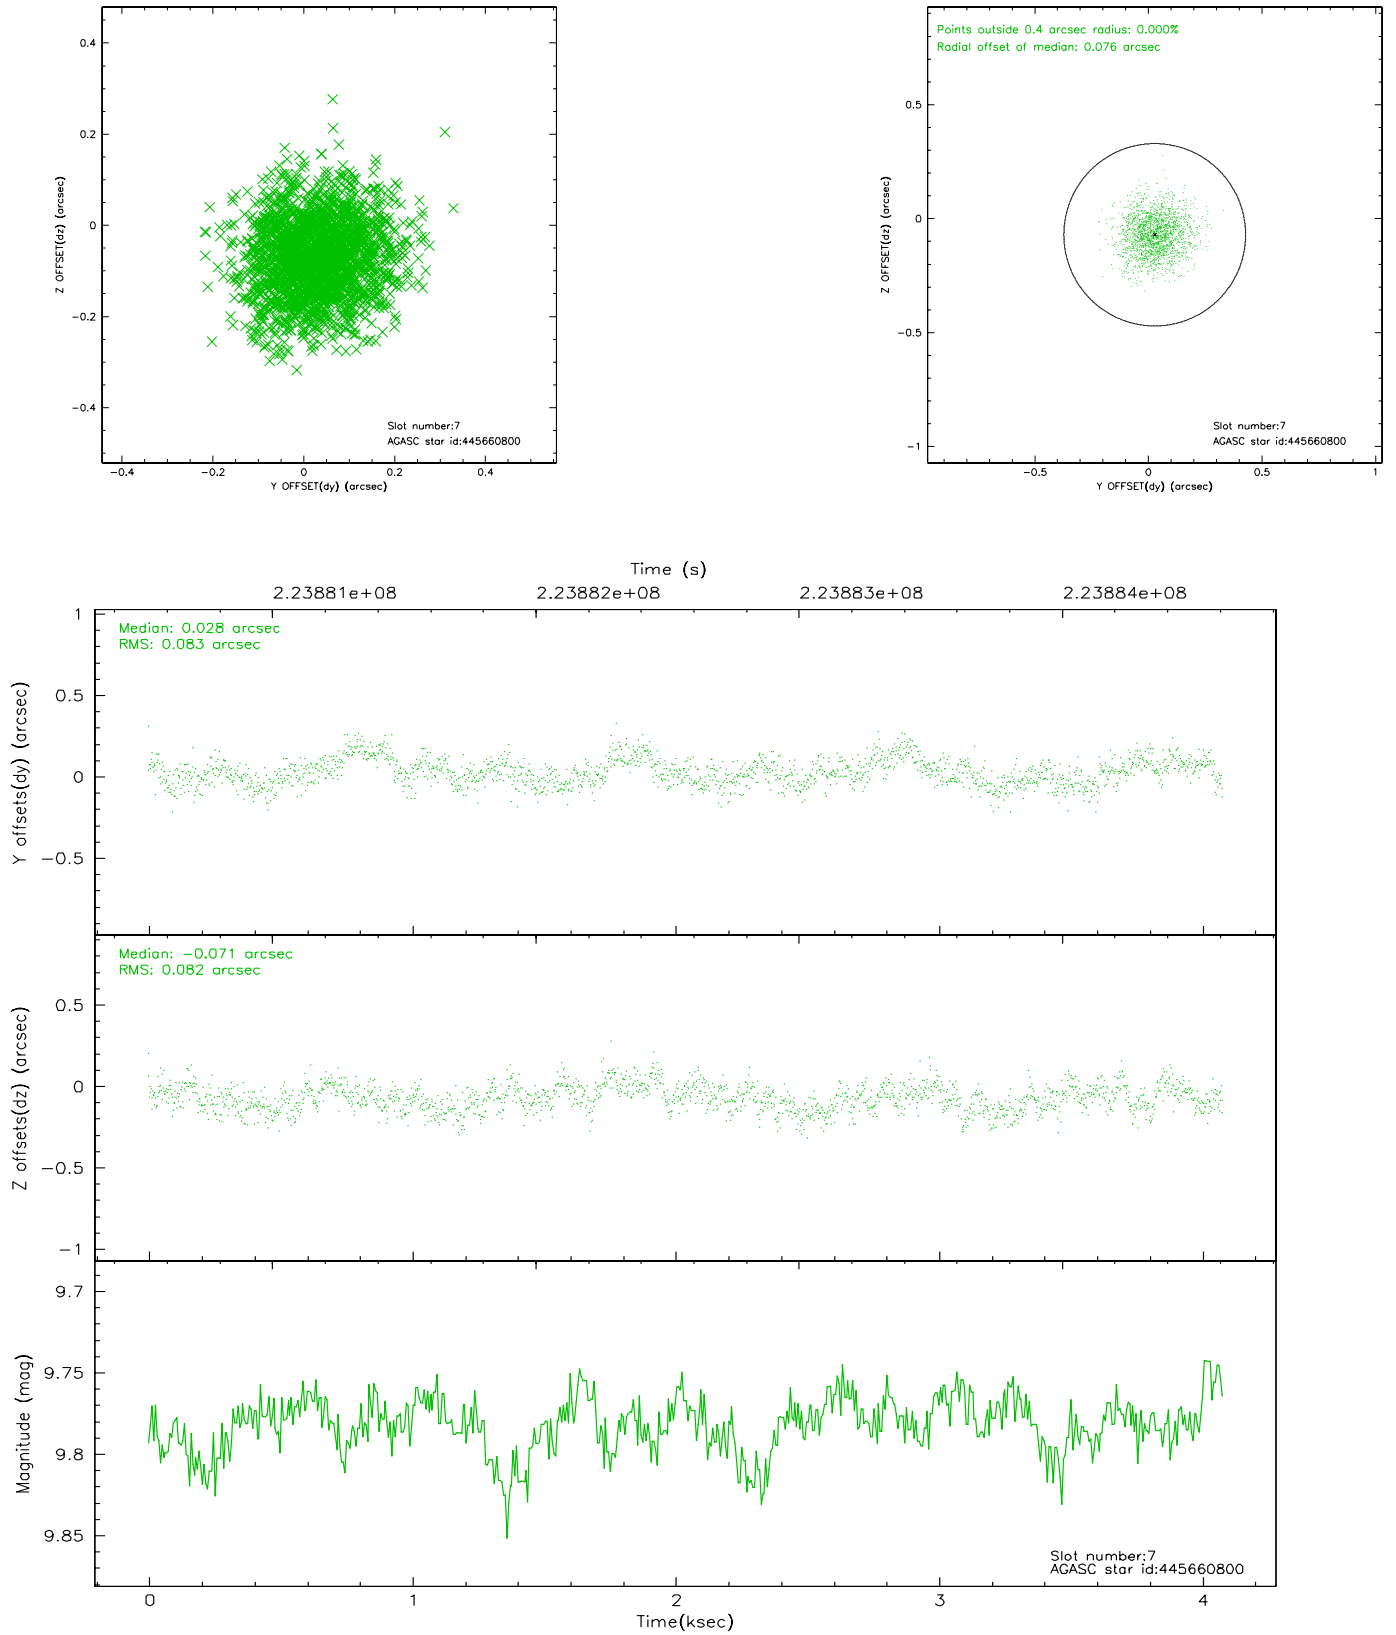 0.4
0.2
0
−0.2
−0.4
Z OFFSET(dz) (arcsec)
Slot number:7
AGASC star id:445660800
−0.4 −0.2 0 0.2 0.4
Y OFFSET(dy) (arcsec)
Points outside 0.4 arcsec radius: 0.000%
Radial offset of median: 0.076 arcsec
0.5
0
−0.5
−1
Z OFFSET(dz) (arcsec)
Slot number:7
AGASC star id:445660800
−0.5 0 0.5 1
Y OFFSET(dy) (arcsec)
Time (s)
2.23881e+08 2.23882e+08 2.23883e+08 2.23884e+08
Median: 0.028 arcsec
RMS: 0.083 arcsec
1
0.5
0
−0.5
Y offsets(dy) (arcsec)
Median: −0.071 arcsec
RMS: 0.082 arcsec
0.5
0
−0.5
−1
Z offsets(dz) (arcsec)
9.7
9.75
9.8
9.85
Magnitude (mag)
Slot number:7
AGASC star id:445660800
0 1 2 3 4
Time(ksec)